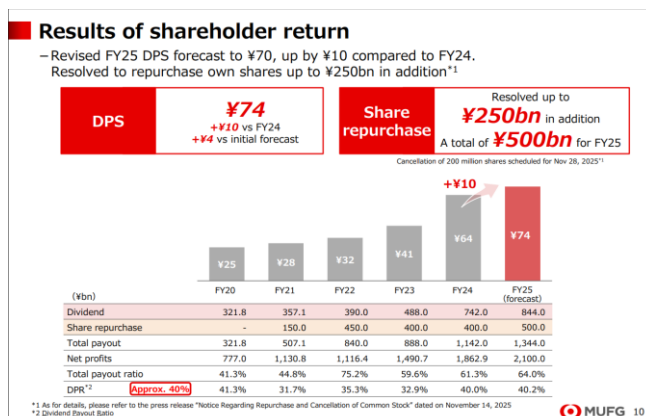 Results of shareholder return
– Revised FY25 DPS forecast to ¥70, up by ¥10 compared to FY24.
Resolved to repurchase own shares up to ¥250bn in addition*1
DPS
¥74
+¥10 vs FY24
+¥4 vs initial forecast
Share repurchase
Resolved up to
¥250bn in addition
A total of ¥500bn for FY25
Cancellation of 200 million shares scheduled for Nov 28, 2025*1
+¥10
¥25 ¥28 ¥32 ¥41 ¥64 ¥74
(¥bn) FY20 FY21 FY22 FY23 FY24 FY25 (forecast)
Dividend 321.8 357.1 390.0 488.0 742.0 844.0
Share repurchase - 150.0 450.0 400.0 400.0 500.0
Total payout 321.8 507.1 840.0 888.0 1,142.0 1,344.0
Net profits 777.0 1,130.8 1,116.4 1,490.7 1,862.9 2,100.0
Total payout ratio 41.3% 44.8% 75.2% 59.6% 61.3% 64.0%
DPR*2 Approx. 40% 41.3% 31.7% 35.3% 32.9% 40.0% 40.2%
*1 As for details, please refer to the press release "Notice Regarding Repurchase and Cancellation of Common Stock" dated on November 14, 2025
*2 Dividend Payout Ratio
MUFG 10